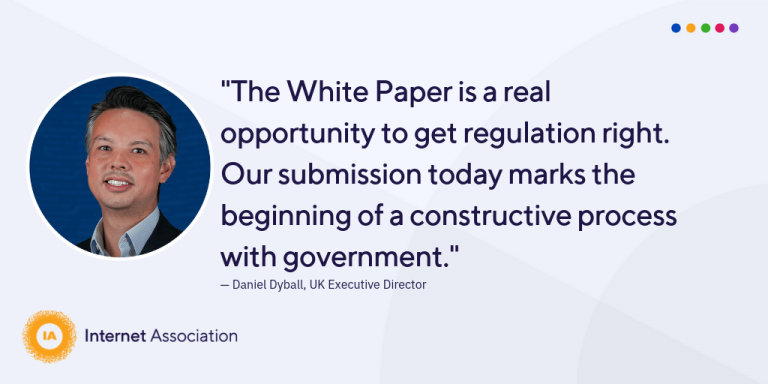 "The White Paper is a real
opportunity to get regulation right.
Our submission today marks the
beginning of a constructive process
with government."
— Daniel Dyball, UK Executive Director
IA
Internet Association